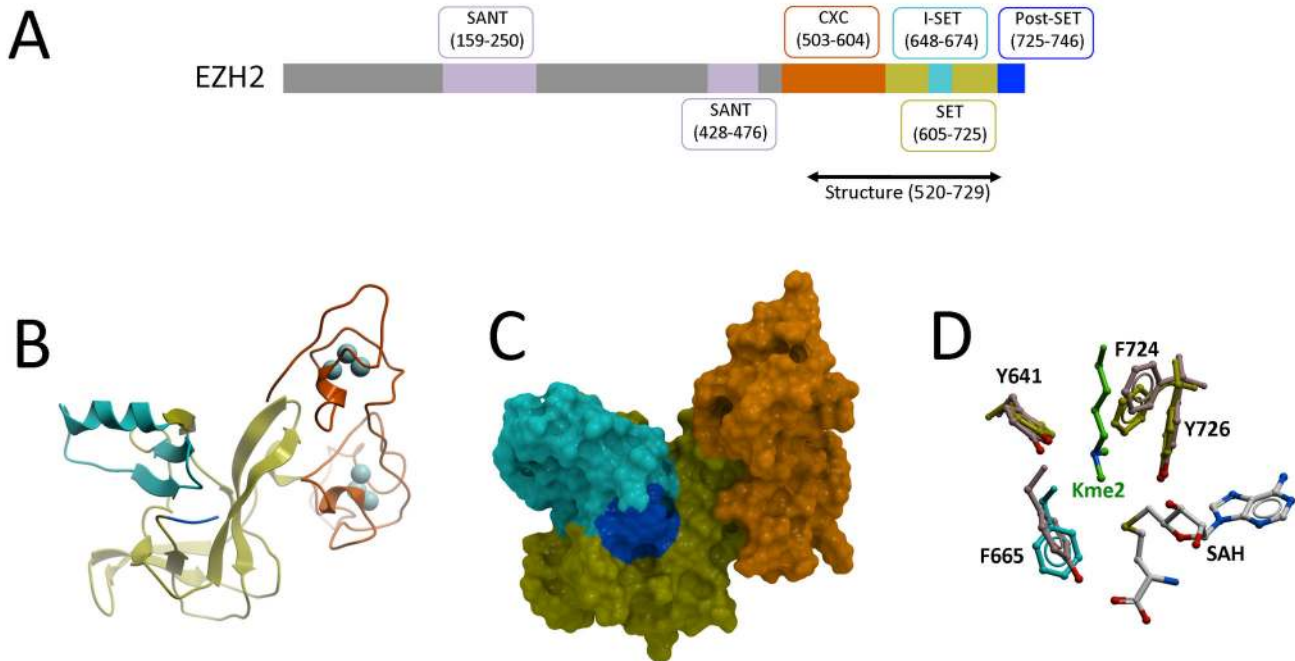 A
SANT
(159-250)
CXC
(503-604)
I-SET
(648-674)
Post-SET
(725-746)
EZH2
SANT
(428-476)
SET
(605-725)
Structure (520-729)
B
C
D
F724
Y641
Y726
Kme2
F665
SAH